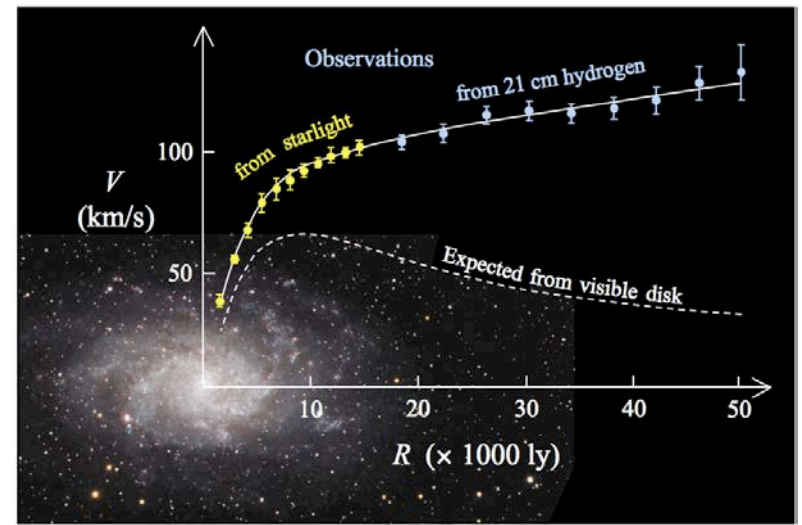 Observations
from 21 cm hydrogen
from starlight
100
V
(km/s)
50
Expected from visible disk
10
20
30
40
50
R (× 1000 ly)